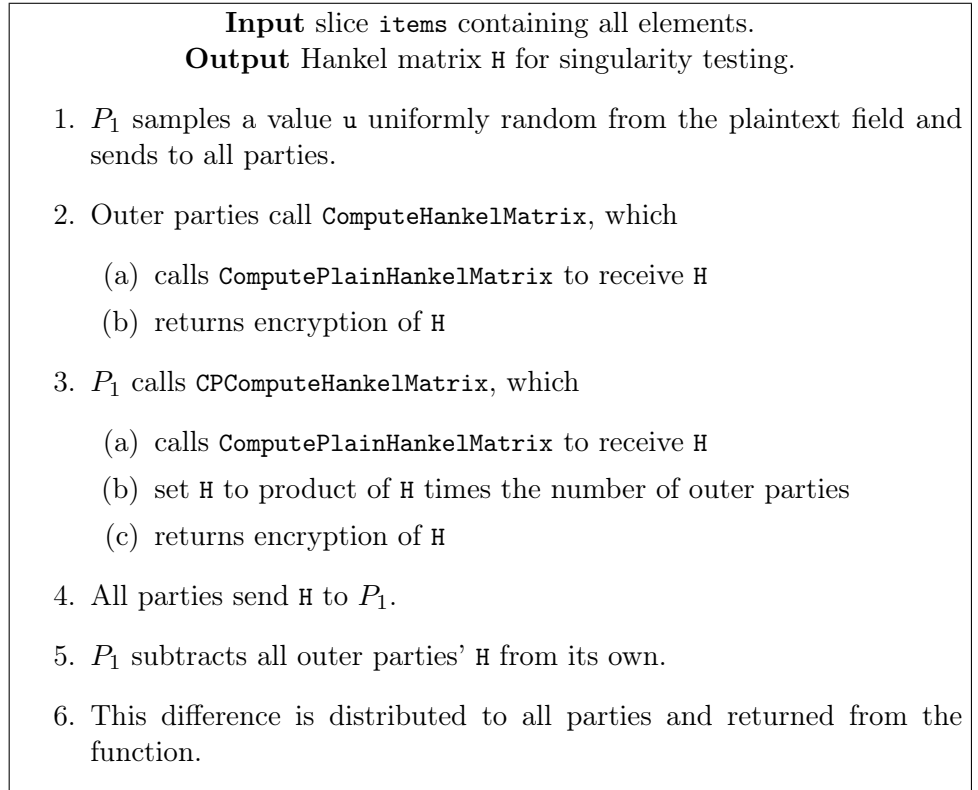 Input slice items containing all elements.
Output Hankel matrix H for singularity testing.
1. P₁ samples a value u uniformly random from the plaintext field and
sends to all parties.
2. Outer parties call ComputeHankelMatrix, which
(a) calls ComputePlainHankelMatrix to receive H
(b) returns encryption of H
3. P₁ calls CPComputeHankelMatrix, which
(a) calls ComputePlainHankelMatrix to receive H
(b) set H to product of H times the number of outer parties
(c) returns encryption of H
4. All parties send H to P₁.
5. P₁ subtracts all outer parties' H from its own.
6. This difference is distributed to all parties and returned from the
function.